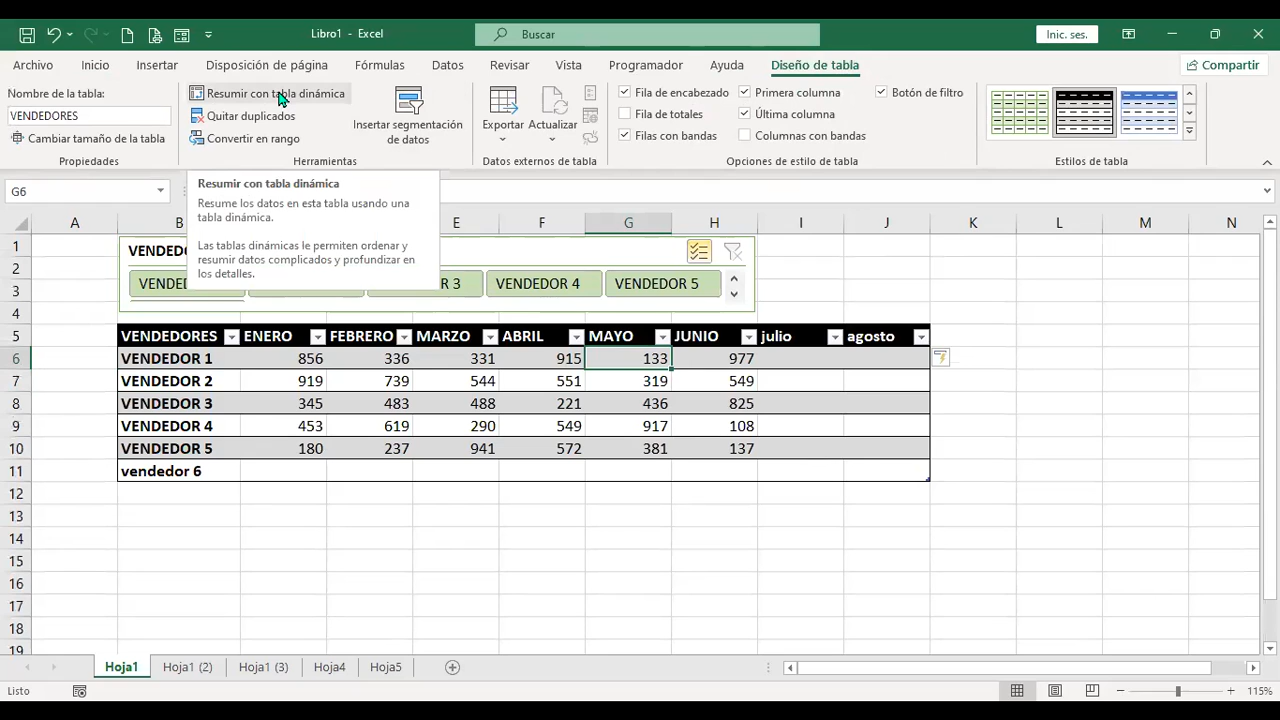 Libro1 - Excel
Buscar
Inic. ses.
Archivo Inicio Insertar Disposición de página Fórmulas Datos Revisar Vista Programador Ayuda Diseño de tabla Compartir
Nombre de la tabla:
VENDEDORES
Cambiar tamaño de la tabla
Propiedades
Resumir con tabla dinámica
Quitar duplicados
Convertir en rango
Insertar segmentación
de datos
Herramientas
Exportar Actualizar
Datos externos de tabla
Fila de encabezado Primera columna Botón de filtro
Fila de totales Última columna
Filas con bandas Columnas con bandas
Opciones de estilo de tabla
Estilos de tabla
G6
Resumir con tabla dinámica
Resume los datos en esta tabla usando una
tabla dinámica.
Las tablas dinámicas le permiten ordenar y
resumir datos complicados y profundizar en
los detalles.
A B E F G H I J K L M N
1 VENDEDO
2
3 VENDE R 3 VENDEDOR 4 VENDEDOR 5
4
5 VENDEDORES ENERO FEBRERO MARZO ABRIL MAYO JUNIO julio agosto
6 VENDEDOR 1 856 336 331 915 133 977
7 VENDEDOR 2 919 739 544 551 319 549
8 VENDEDOR 3 345 483 488 221 436 825
9 VENDEDOR 4 453 619 290 549 917 108
10 VENDEDOR 5 180 237 941 572 381 137
11 vendedor 6
12
13
14
15
16
17
18
19
Hoja1 Hoja1 (2) Hoja1 (3) Hoja4 Hoja5
Listo
115%